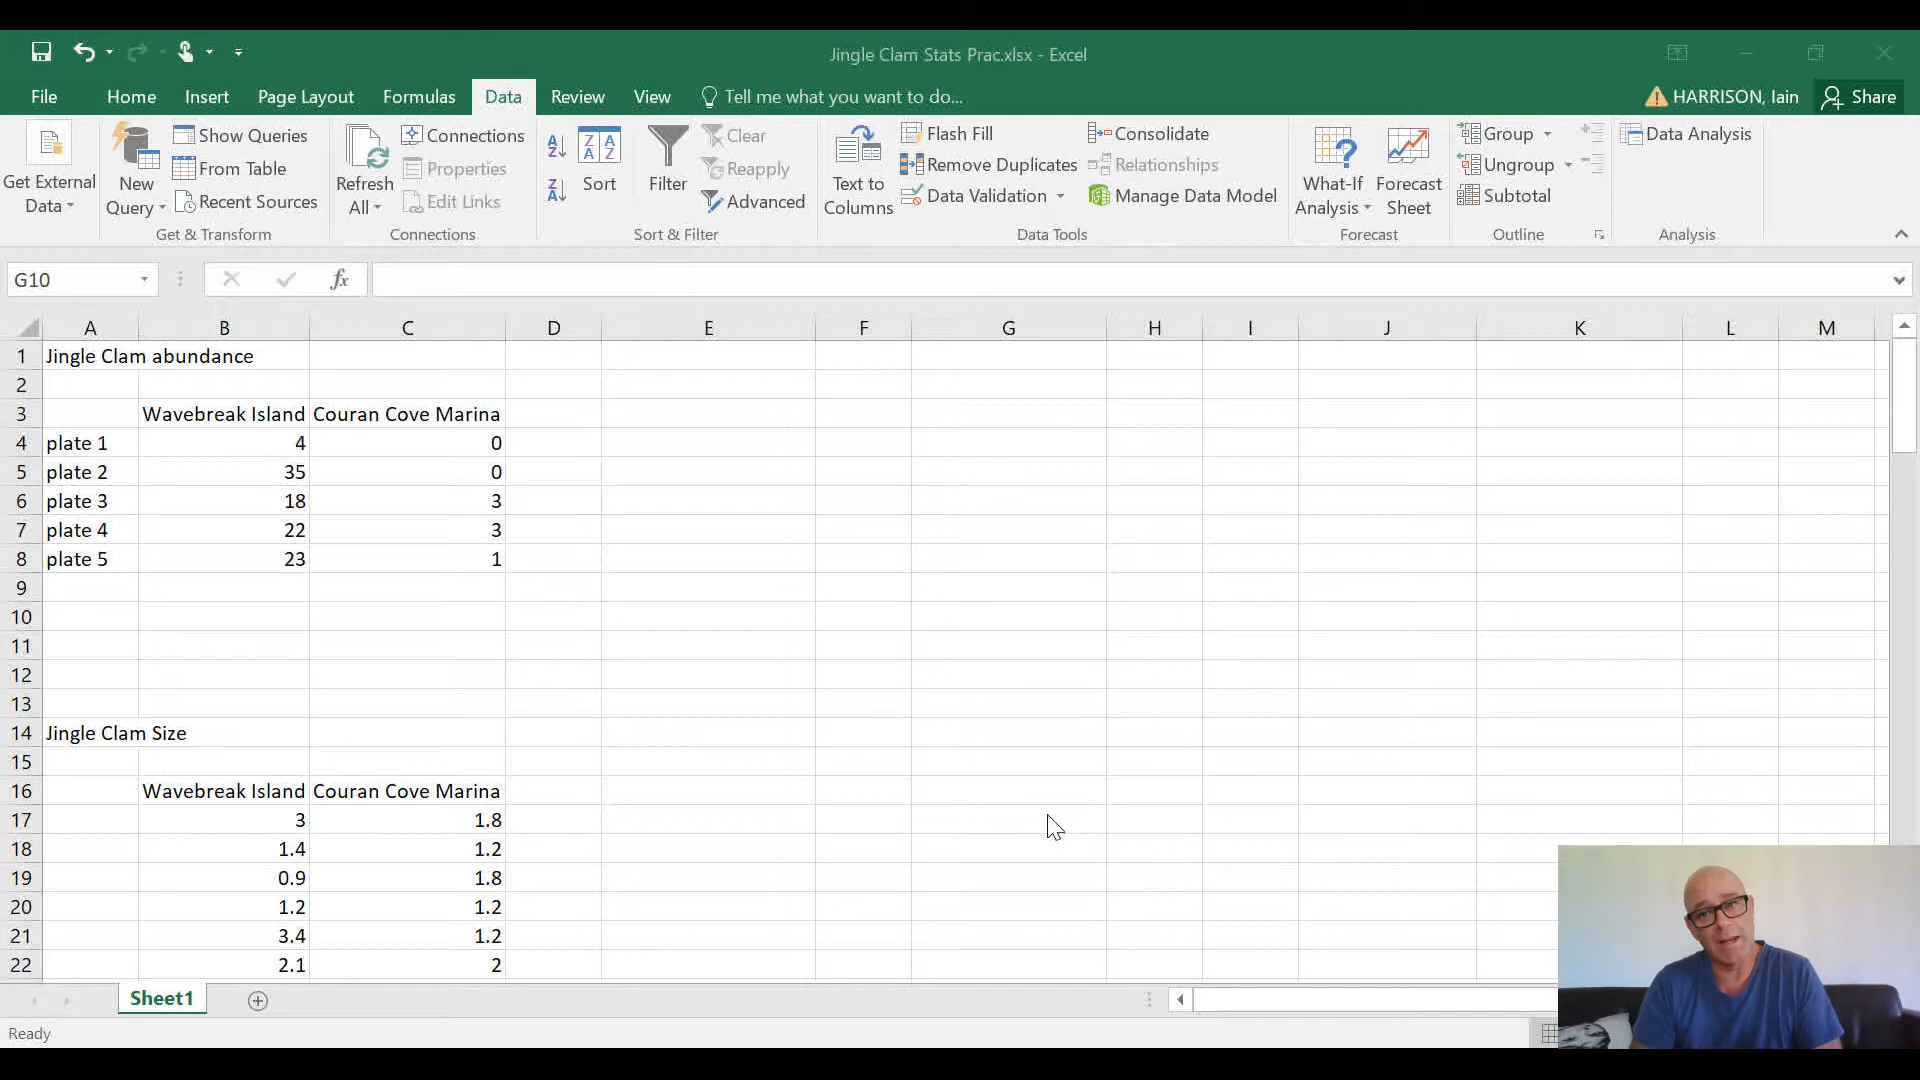 Jingle Clam Stats Prac.xlsx - Excel
File Home Insert Page Layout Formulas Data Review View Tell me what you want to do... HARRISON, Iain Share
Get External Data
New Query
Show Queries
From Table
Recent Sources
Get & Transform
Refresh All
Connections
Properties
Edit Links
Connections
Sort
Filter
Clear
Reapply
Advanced
Sort & Filter
Text to Columns
Flash Fill
Remove Duplicates
Data Validation
Consolidate
Relationships
Manage Data Model
Data Tools
What-If Analysis
Forecast Sheet
Forecast
Group
Ungroup
Subtotal
Outline
Data Analysis
Analysis
G10 fx
A B C D E F G H I J K L M
1 Jingle Clam abundance
2
3 Wavebreak Island Couran Cove Marina
4 plate 1 4 0
5 plate 2 35 0
6 plate 3 18 3
7 plate 4 22 3
8 plate 5 23 1
9
10
11
12
13
14 Jingle Clam Size
15
16 Wavebreak Island Couran Cove Marina
17 3 1.8
18 1.4 1.2
19 0.9 1.8
20 1.2 1.2
21 3.4 1.2
22 2.1 2
Sheet1
Ready